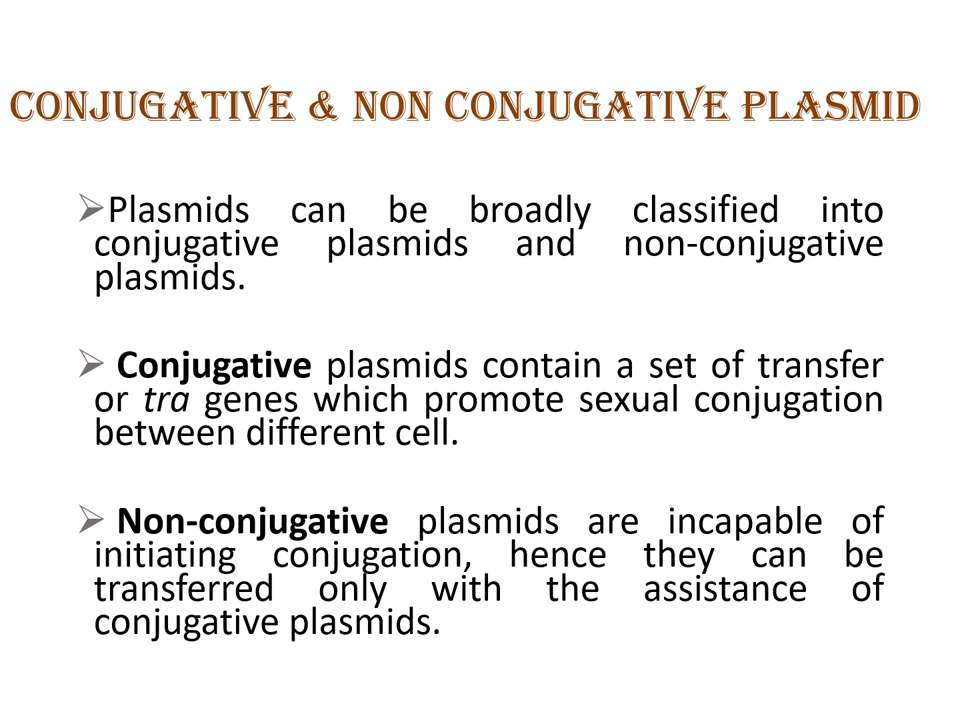 CONJUGATIVE & NON CONJUGATIVE PLASMID
➢Plasmids can be broadly classified into
conjugative plasmids and non-conjugative
plasmids.
➢ Conjugative plasmids contain a set of transfer
or tra genes which promote sexual conjugation
between different cell.
➢ Non-conjugative plasmids are incapable of
initiating conjugation, hence they can be
transferred only with the assistance of
conjugative plasmids.